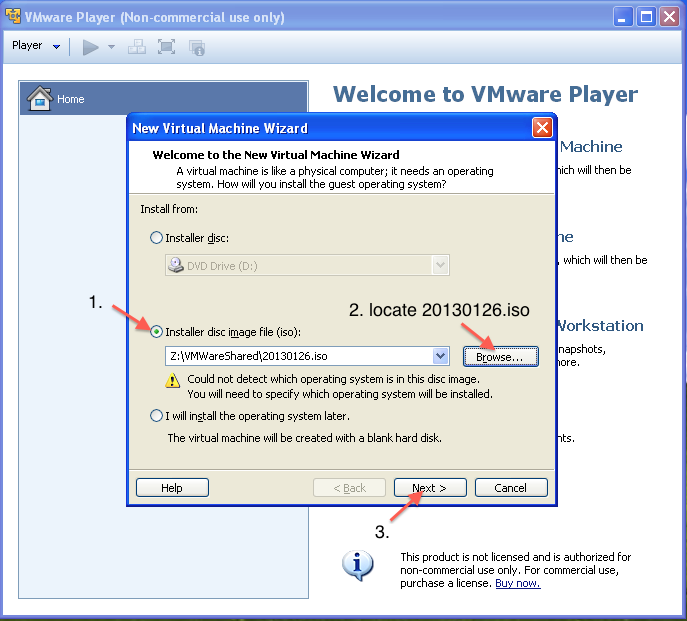 VMware Player (Non-commercial use only)
Player
Home
Welcome to VMware Player
Machine
hich will then be
ne
, which will then be
Workstation
napshots,
more.
nts.
New Virtual Machine Wizard
Welcome to the New Virtual Machine Wizard
A virtual machine is like a physical computer; it needs an operating
system. How will you install the guest operating system?
Install from:
Installer disc:
DVD Drive (D:)
1.
2. locate 20130126.iso
Installer disc image file (iso):
Z:\VMWareShared\20130126.iso
Browse...
Could not detect which operating system is in this disc image.
You will need to specify which operating system will be installed.
I will install the operating system later.
The virtual machine will be created with a blank hard disk.
Help
< Back
Next >
Cancel
3.
This product is not licensed and is authorized for
non-commercial use only. For commercial use,
purchase a license. Buy now.